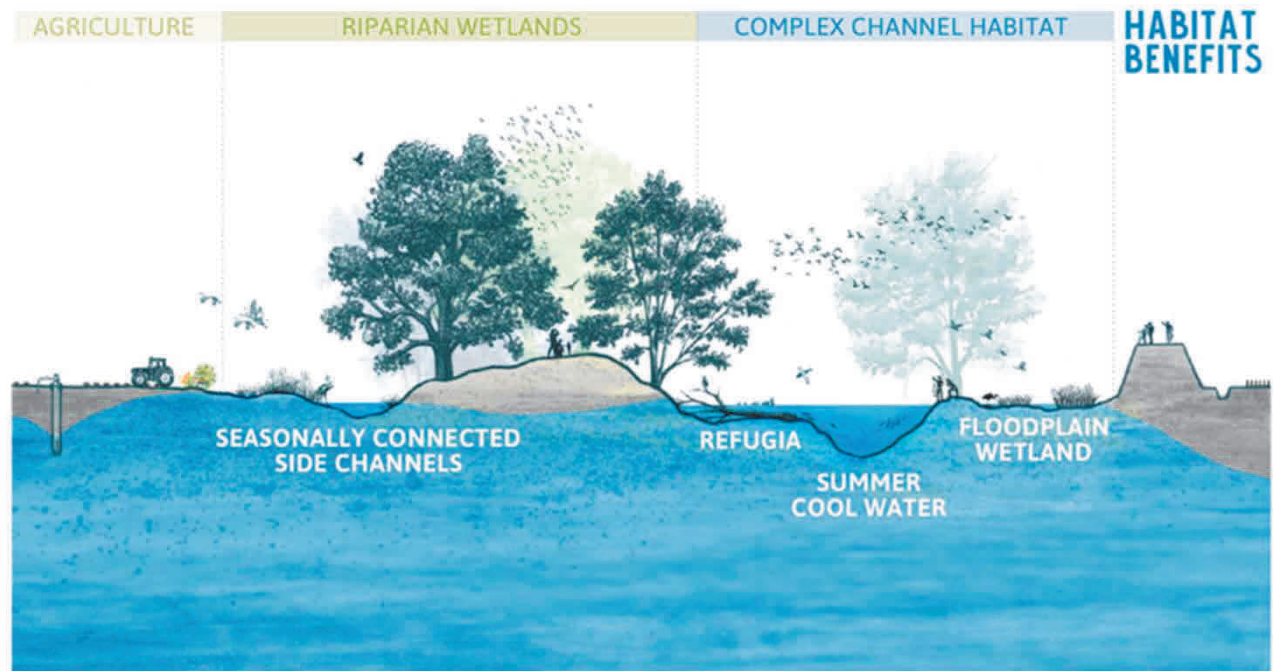 AGRICULTURE
RIPARIAN WETLANDS
COMPLEX CHANNEL HABITAT
HABITAT
BENEFITS
SEASONALLY CONNECTED
SIDE CHANNELS
REFUGIA
SUMMER
COOL WATER
FLOODPLAIN
WETLAND